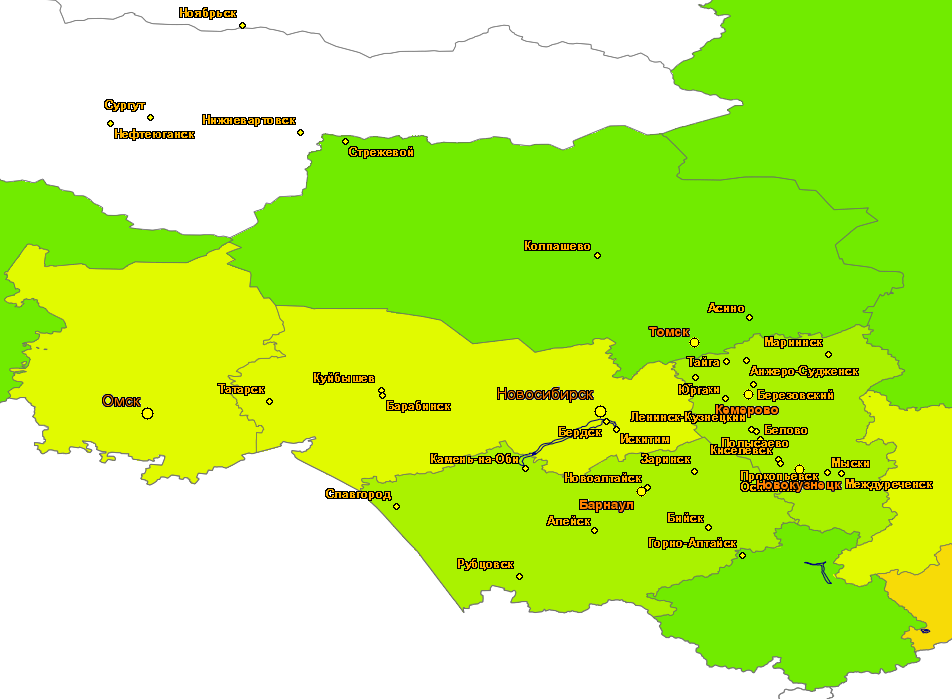 Ноябрьск
Сургут
Нефтеюганск
Нижневартовск
Стрежевой
Колпашево
Асино
Томск
Мариинск
Тайга
Анжеро-Судженск
Куйбышев
Татарск
Барабинск
Омск
Новосибирск
Юрга
Березовский
Кемерово
Ленинск-Кузнецкий
Бердск
Искитим
Белово
Полысаево
Киселевск
Камень-на-Оби
Заринск
Мыски
Новоалтайск
Прокопьевск
Новокузнецк
Междуреченск
Славгород
Барнаул
Алейск
Бийск
Горно-Алтайск
Рубцовск